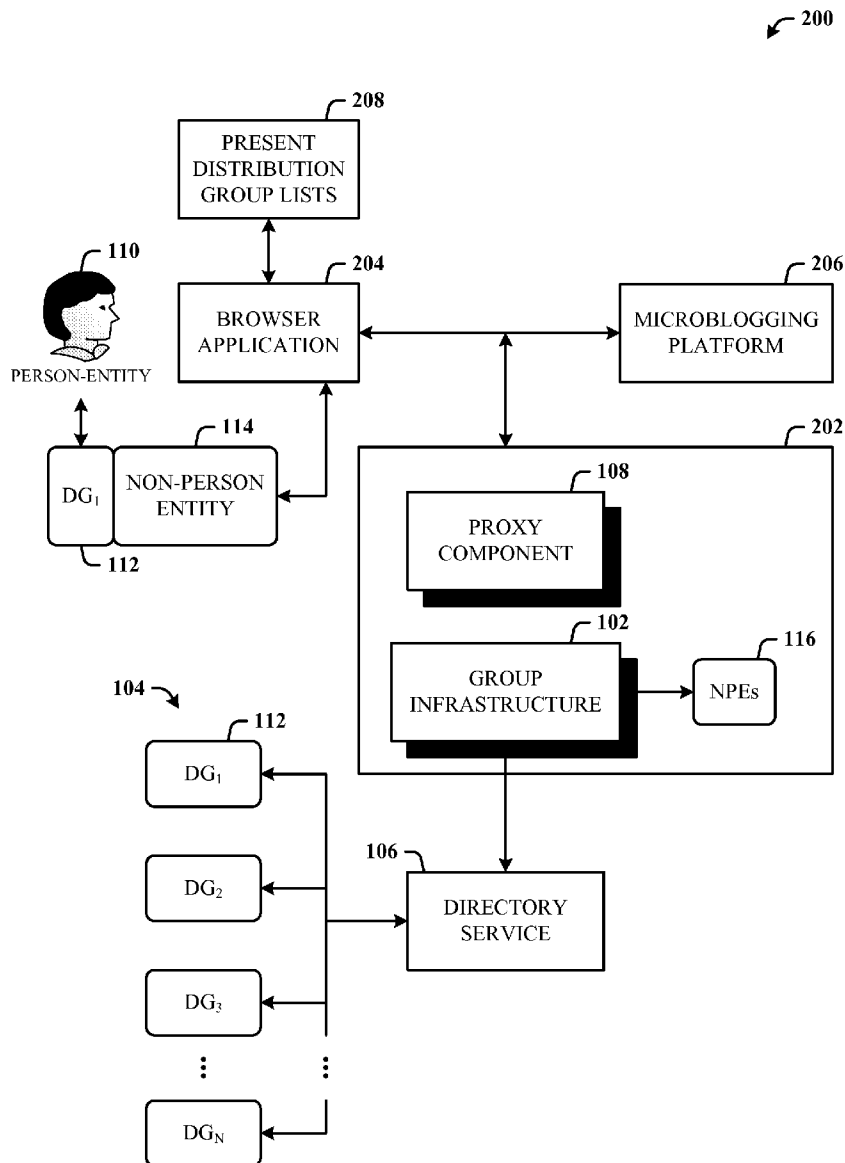 200
208
PRESENT
DISTRIBUTION
GROUP LISTS
110
204
206
BROWSER
APPLICATION
MICROBLOGGING
PLATFORM
PERSON-ENTITY
114
202
DG₁
NON-PERSON
ENTITY
108
PROXY
COMPONENT
112
102
116
GROUP
INFRASTRUCTURE
NPEs
104
112
DG₁
106
DG₂
DIRECTORY
SERVICE
DG₃
DG_N